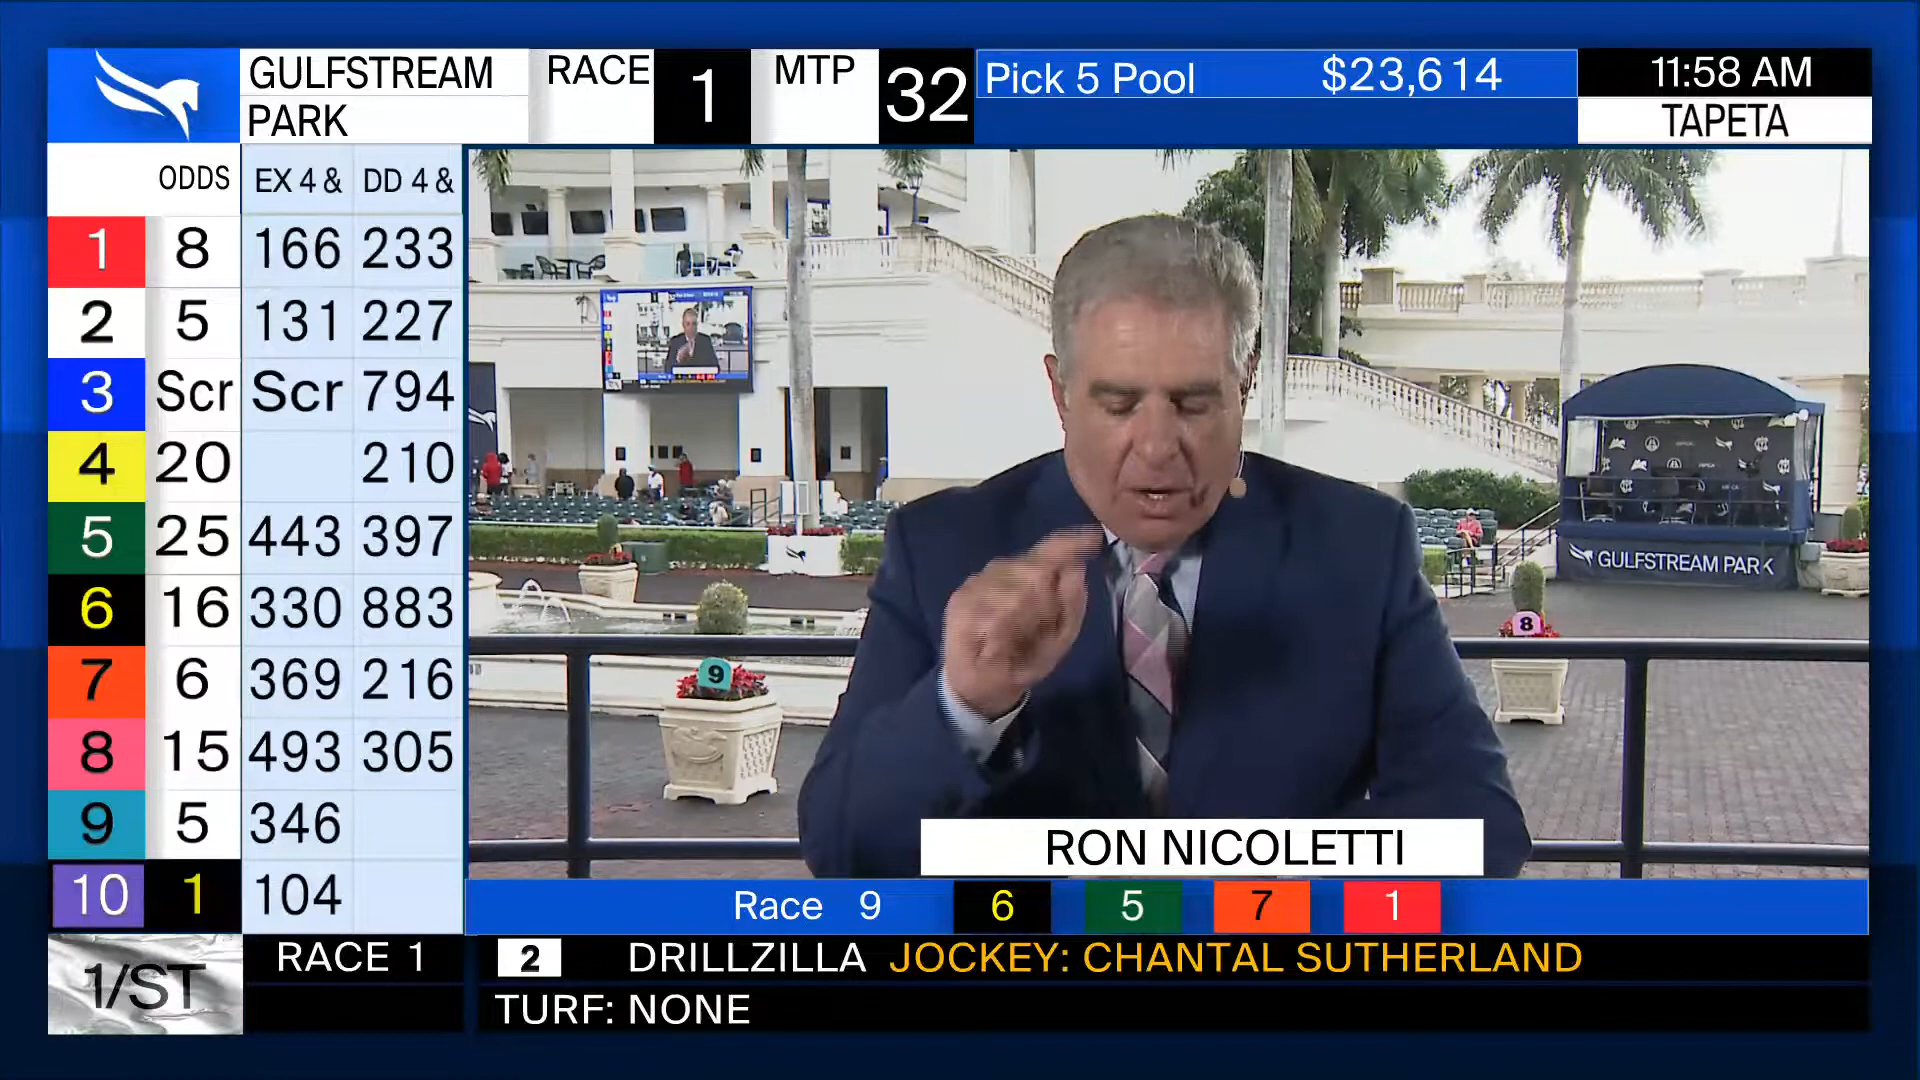 GULFSTREAM
PARK
RACE 1 MTP 32
Pick 5 Pool $23,614
11:58 AM
TAPETA
ODDS EX 4 & DD 4 &
1 8 166 233
2 5 131 227
3 Scr Scr 794
4 20 210
5 25 443 397
6 16 330 883
7 6 369 216
8 15 493 305
9 5 346
10 1 104
GULFSTREAM PARK
8
9
RON NICOLETTI
Race 9 6 5 7 1
1/ST RACE 1
2 DRILLZILLA JOCKEY: CHANTAL SUTHERLAND
TURF: NONE